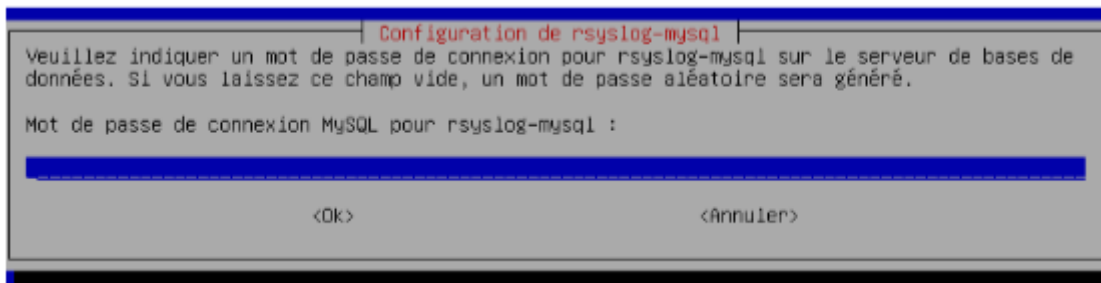 Configuration de rsyslog-mysql
Veuillez indiquer un mot de passe de connexion pour rsyslog-mysql sur le serveur de bases de
données. Si vous laissez ce champ vide, un mot de passe aléatoire sera généré.
Mot de passe de connexion MySQL pour rsyslog-mysql :
<Ok> <Annuler>